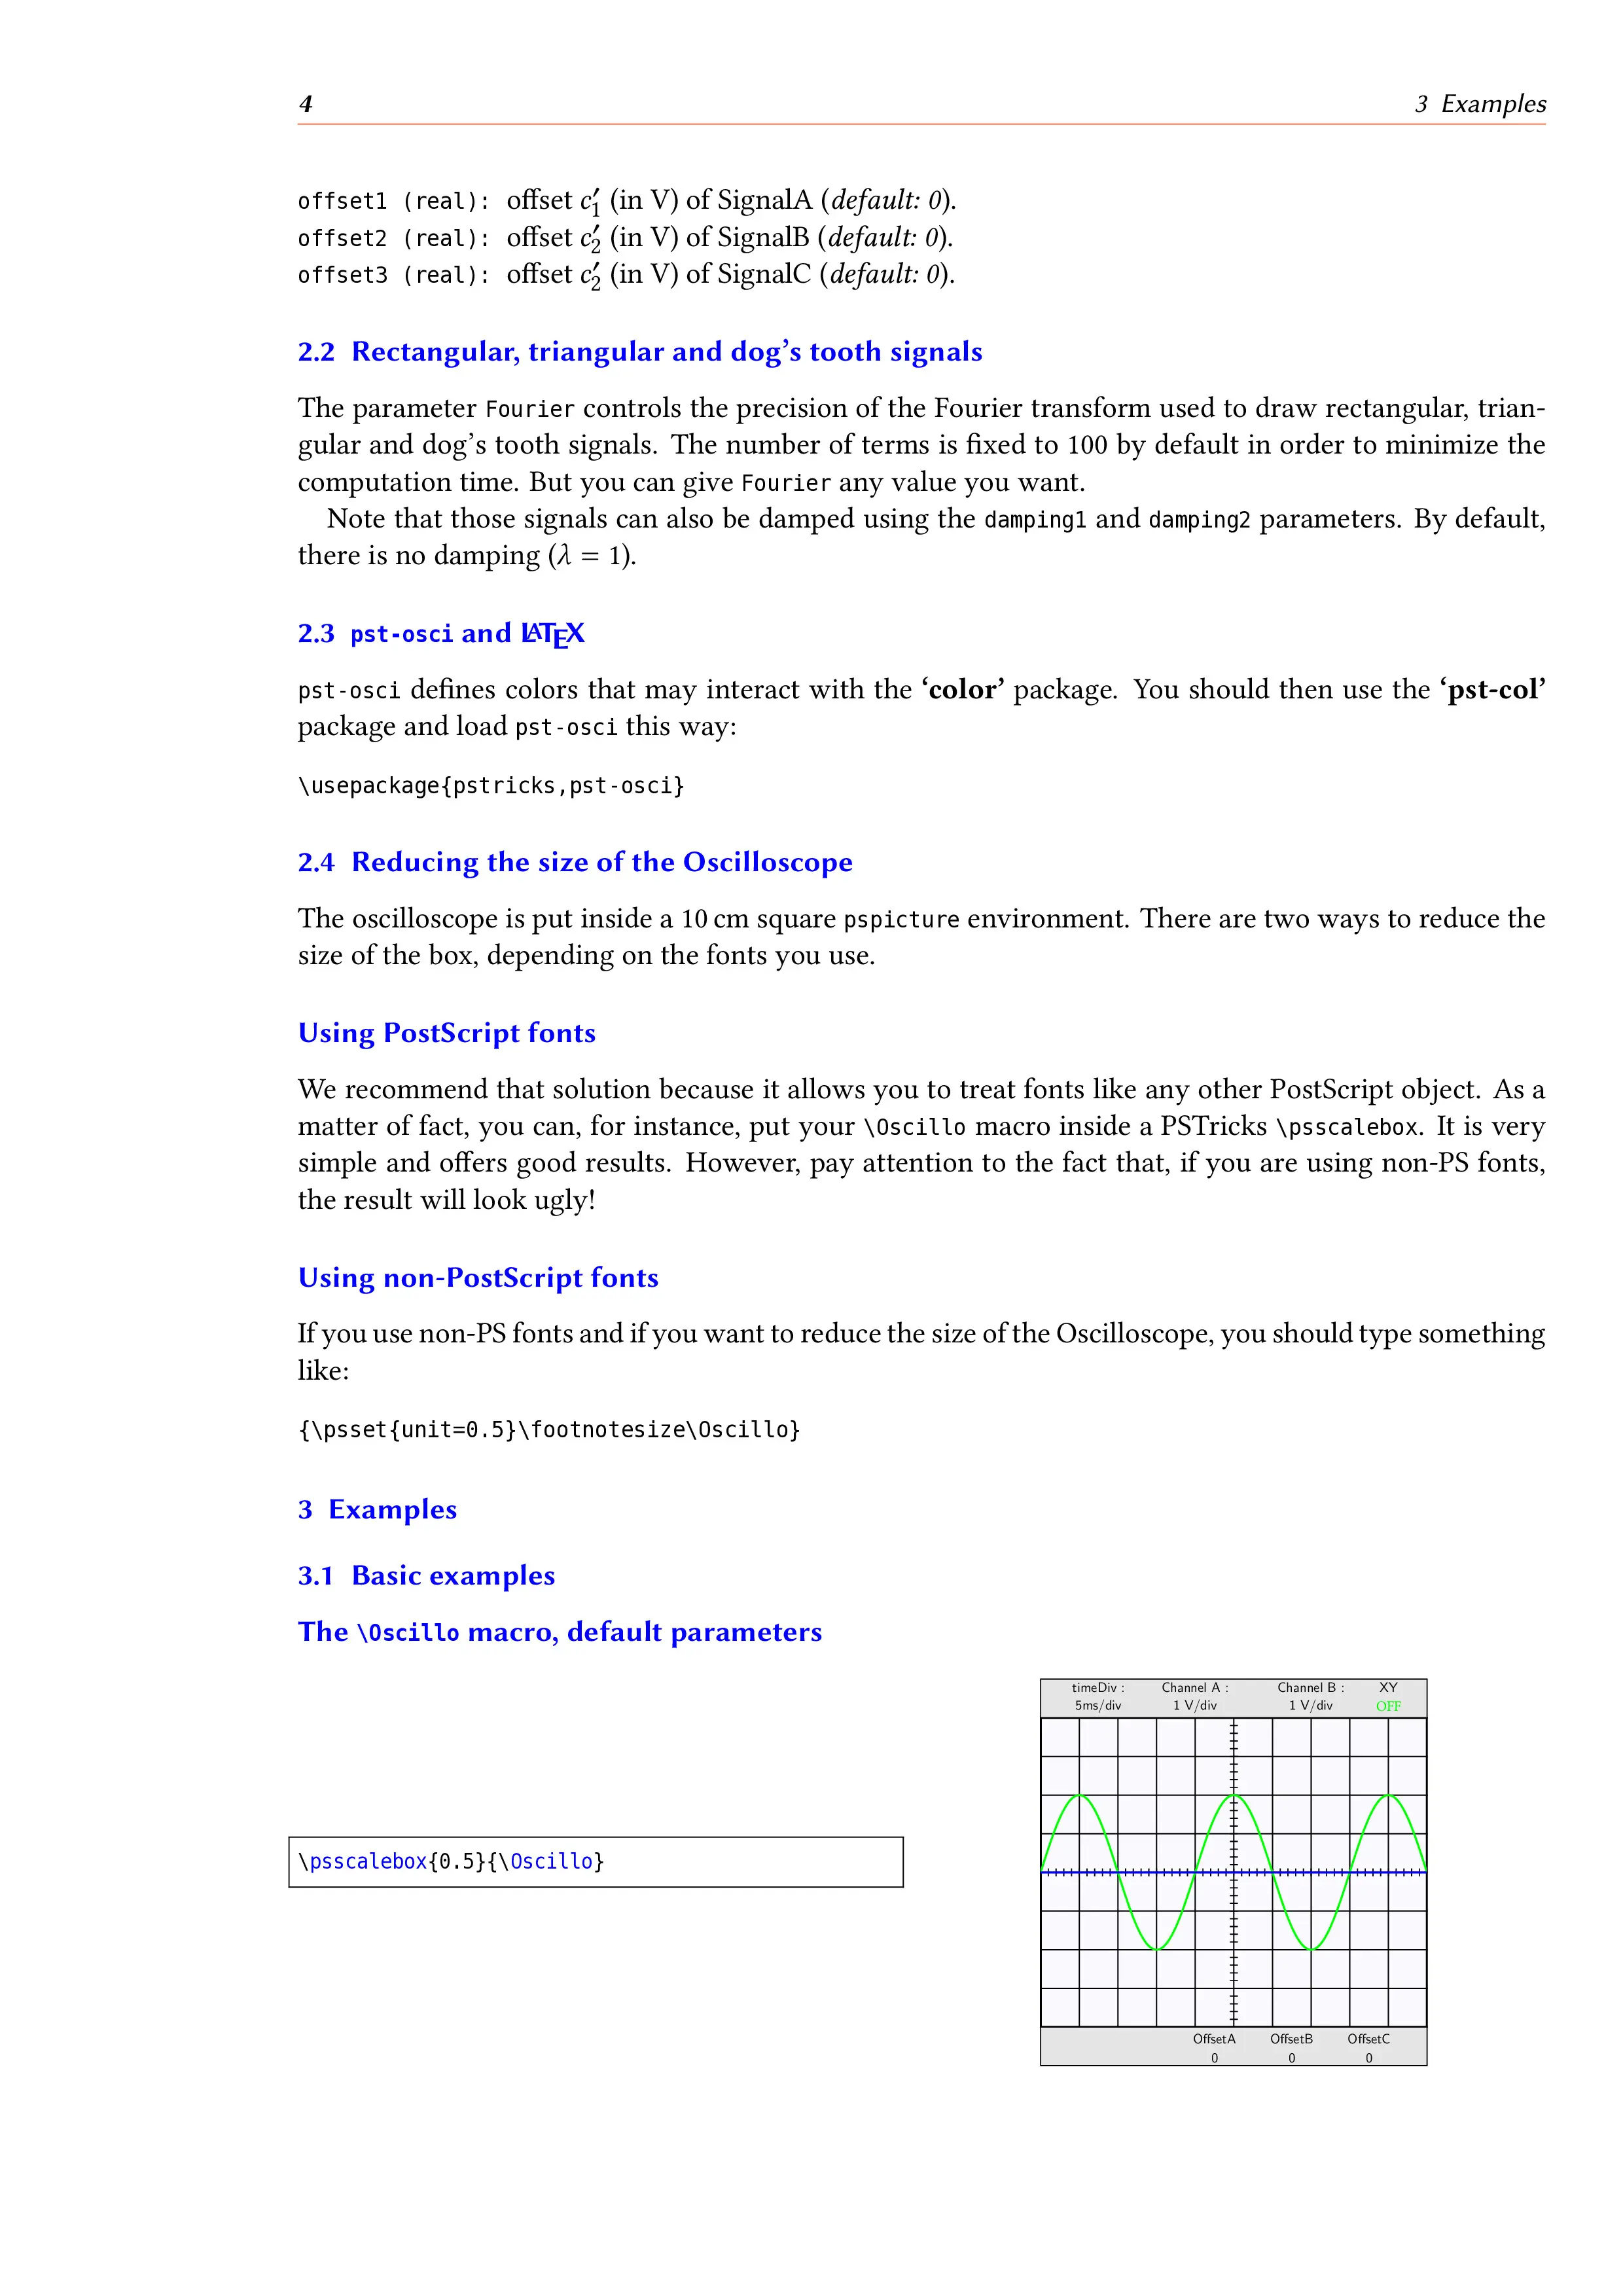 4 3 Examples
offset1 (real): offset c′1 (in V) of SignalA (default: 0).
offset2 (real): offset c′2 (in V) of SignalB (default: 0).
offset3 (real): offset c′2 (in V) of SignalC (default: 0).
2.2 Rectangular, triangular and dog’s tooth signals
The parameter Fourier controls the precision of the Fourier transform used to draw rectangular, trian-
gular and dog’s tooth signals. The number of terms is fixed to 100 by default in order to minimize the
computation time. But you can give Fourier any value you want.
Note that those signals can also be damped using the damping1 and damping2 parameters. By default,
there is no damping (λ = 1).
2.3 pst-osci and LATEX
pst-osci defines colors that may interact with the ‘color’ package. You should then use the ‘pst-col’
package and load pst-osci this way:
\usepackage{pstricks,pst-osci}
2.4 Reducing the size of the Oscilloscope
The oscilloscope is put inside a 10 cm square pspicture environment. There are two ways to reduce the
size of the box, depending on the fonts you use.
Using PostScript fonts
We recommend that solution because it allows you to treat fonts like any other PostScript object. As a
matter of fact, you can, for instance, put your \Oscillo macro inside a PSTricks \psscalebox. It is very
simple and offers good results. However, pay attention to the fact that, if you are using non-PS fonts,
the result will look ugly!
Using non-PostScript fonts
If you use non-PS fonts and if you want to reduce the size of the Oscilloscope, you should type something
like:
{\psset{unit=0.5}\footnotesize\Oscillo}
3 Examples
3.1 Basic examples
The \Oscillo macro, default parameters
\psscalebox{0.5}{\Oscillo}
timeDiv : Channel A : Channel B : XY
5ms/div 1 V/div 1 V/div OFF
OffsetA OffsetB OffsetC
0 0 0